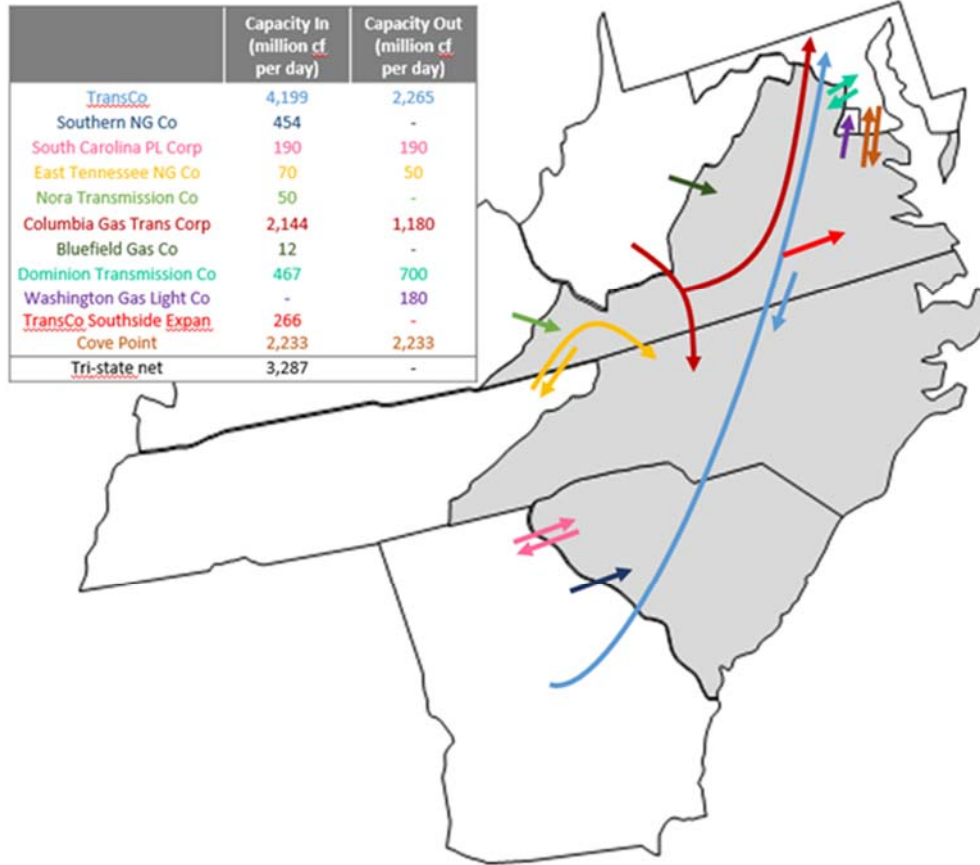 Capacity In (million cf per day) Capacity Out (million cf per day)
TransCo 4,199 2,265
Southern NG Co 454 -
South Carolina PL Corp 190 190
East Tennessee NG Co 70 50
Nora Transmission Co 50 -
Columbia Gas Trans Corp 2,144 1,180
Bluefield Gas Co 12 -
Dominion Transmission Co 467 700
Washington Gas Light Co - 180
TransCo Southside Expan 266 -
Cove Point 2,233 2,233
Tri-state net 3,287 -